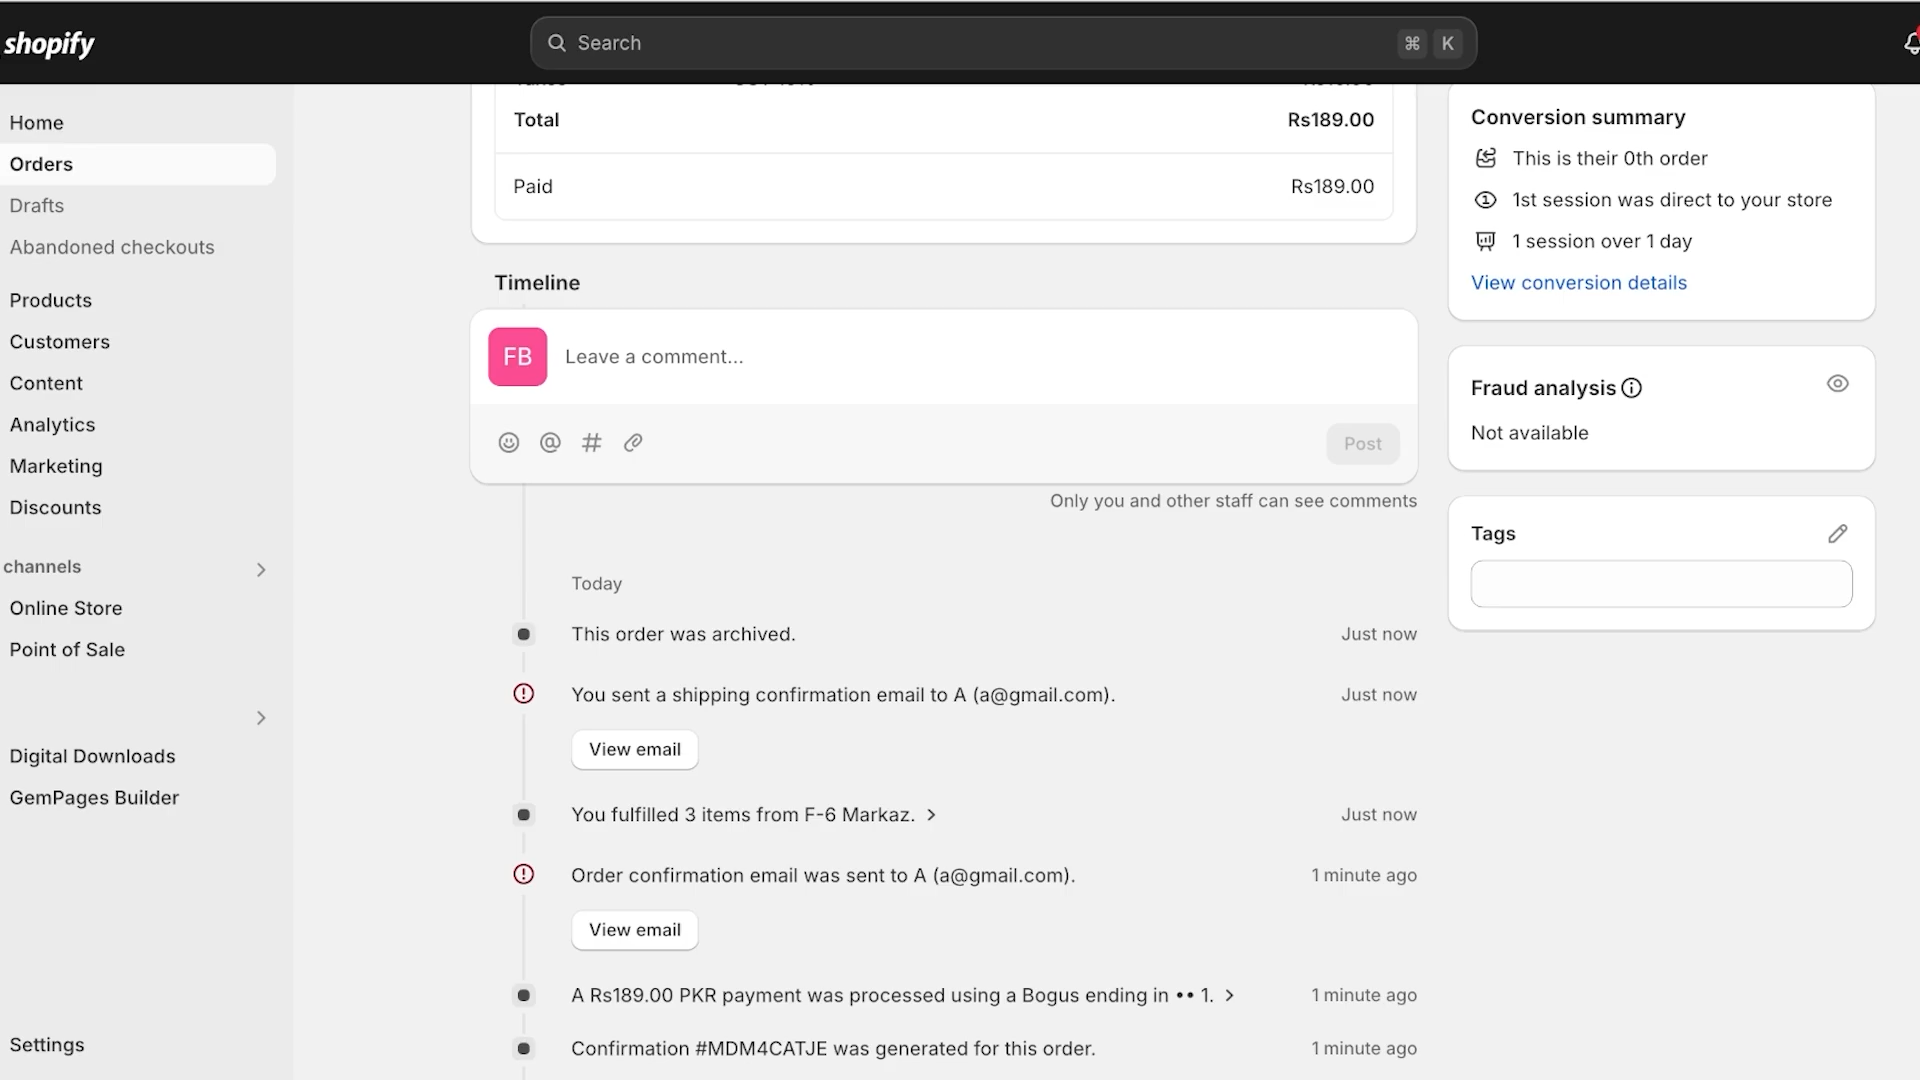 shopify
Search
⌘ K
Home
Orders
Drafts
Abandoned checkouts
Products
Customers
Content
Analytics
Marketing
Discounts
channels
Online Store
Point of Sale
Digital Downloads
GemPages Builder
Settings
Total Rs189.00
Paid Rs189.00
Timeline
FB Leave a comment...
@ #
Post
Only you and other staff can see comments
Today
This order was archived. Just now
You sent a shipping confirmation email to A (a@gmail.com). Just now
View email
You fulfilled 3 items from F-6 Markaz. Just now
Order confirmation email was sent to A (a@gmail.com). 1 minute ago
View email
A Rs189.00 PKR payment was processed using a Bogus ending in •• 1. 1 minute ago
Confirmation #MDM4CATJE was generated for this order. 1 minute ago
Conversion summary
This is their 0th order
1st session was direct to your store
1 session over 1 day
View conversion details
Fraud analysis
Not available
Tags